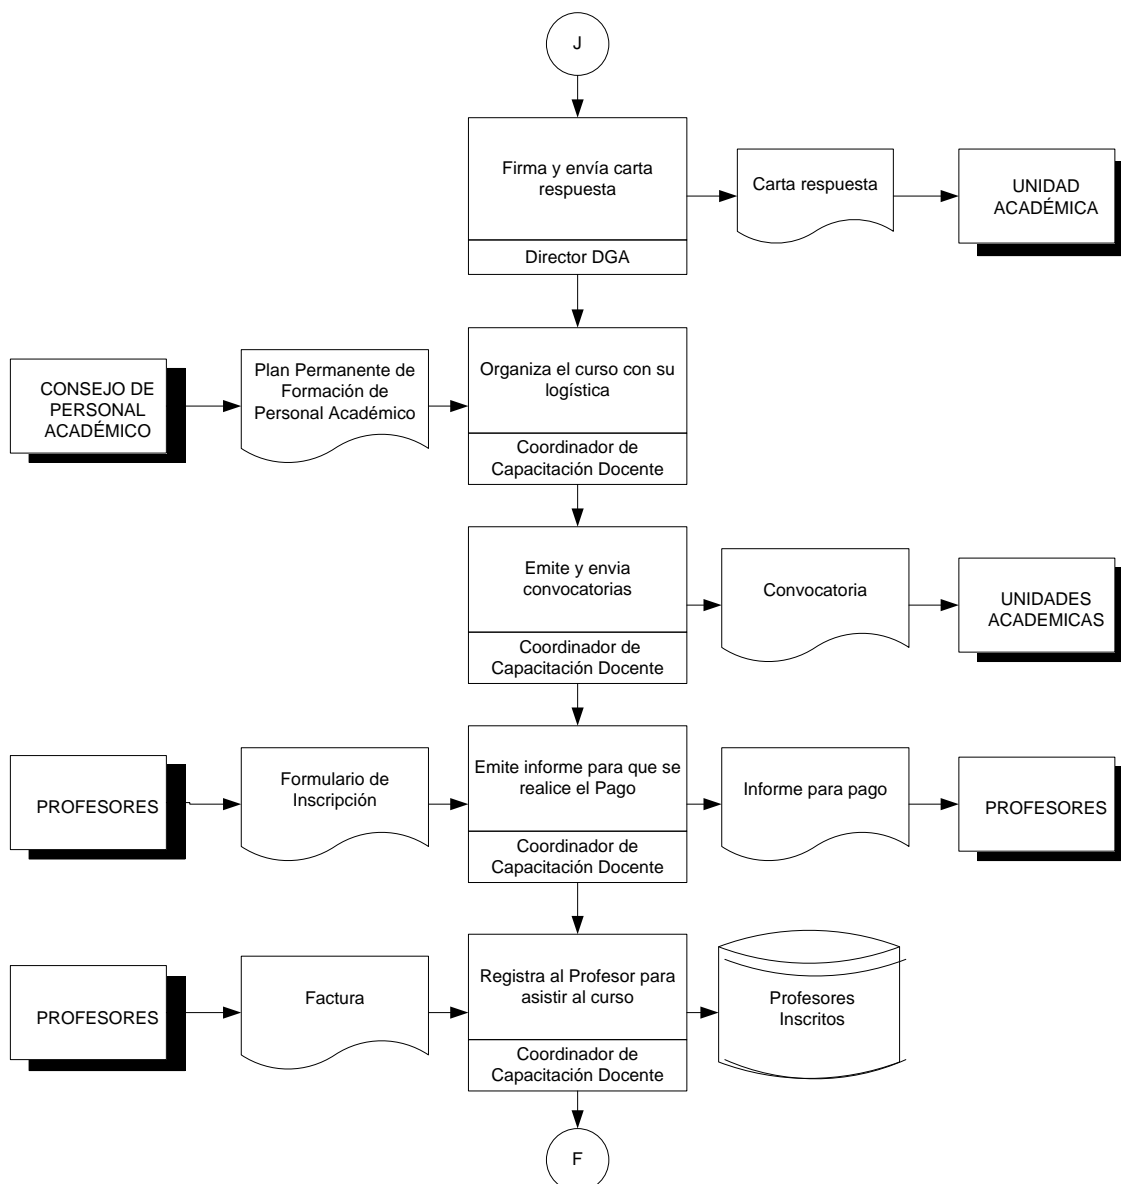 J
Firma y envía carta
respuesta
Director DGA
Carta respuesta
UNIDAD
ACADÉMICA
CONSEJO DE
PERSONAL
ACADÉMICO
Plan Permanente de
Formación de
Personal Académico
Organiza el curso con su
logística
Coordinador de
Capacitación Docente
Emite y envia
convocatorias
Coordinador de
Capacitación Docente
Convocatoria
UNIDADES
ACADEMICAS
PROFESORES
Formulario de
Inscripción
Emite informe para que se
realice el Pago
Coordinador de
Capacitación Docente
Informe para pago
PROFESORES
PROFESORES
Factura
Registra al Profesor para
asistir al curso
Coordinador de
Capacitación Docente
Profesores
Inscritos
F